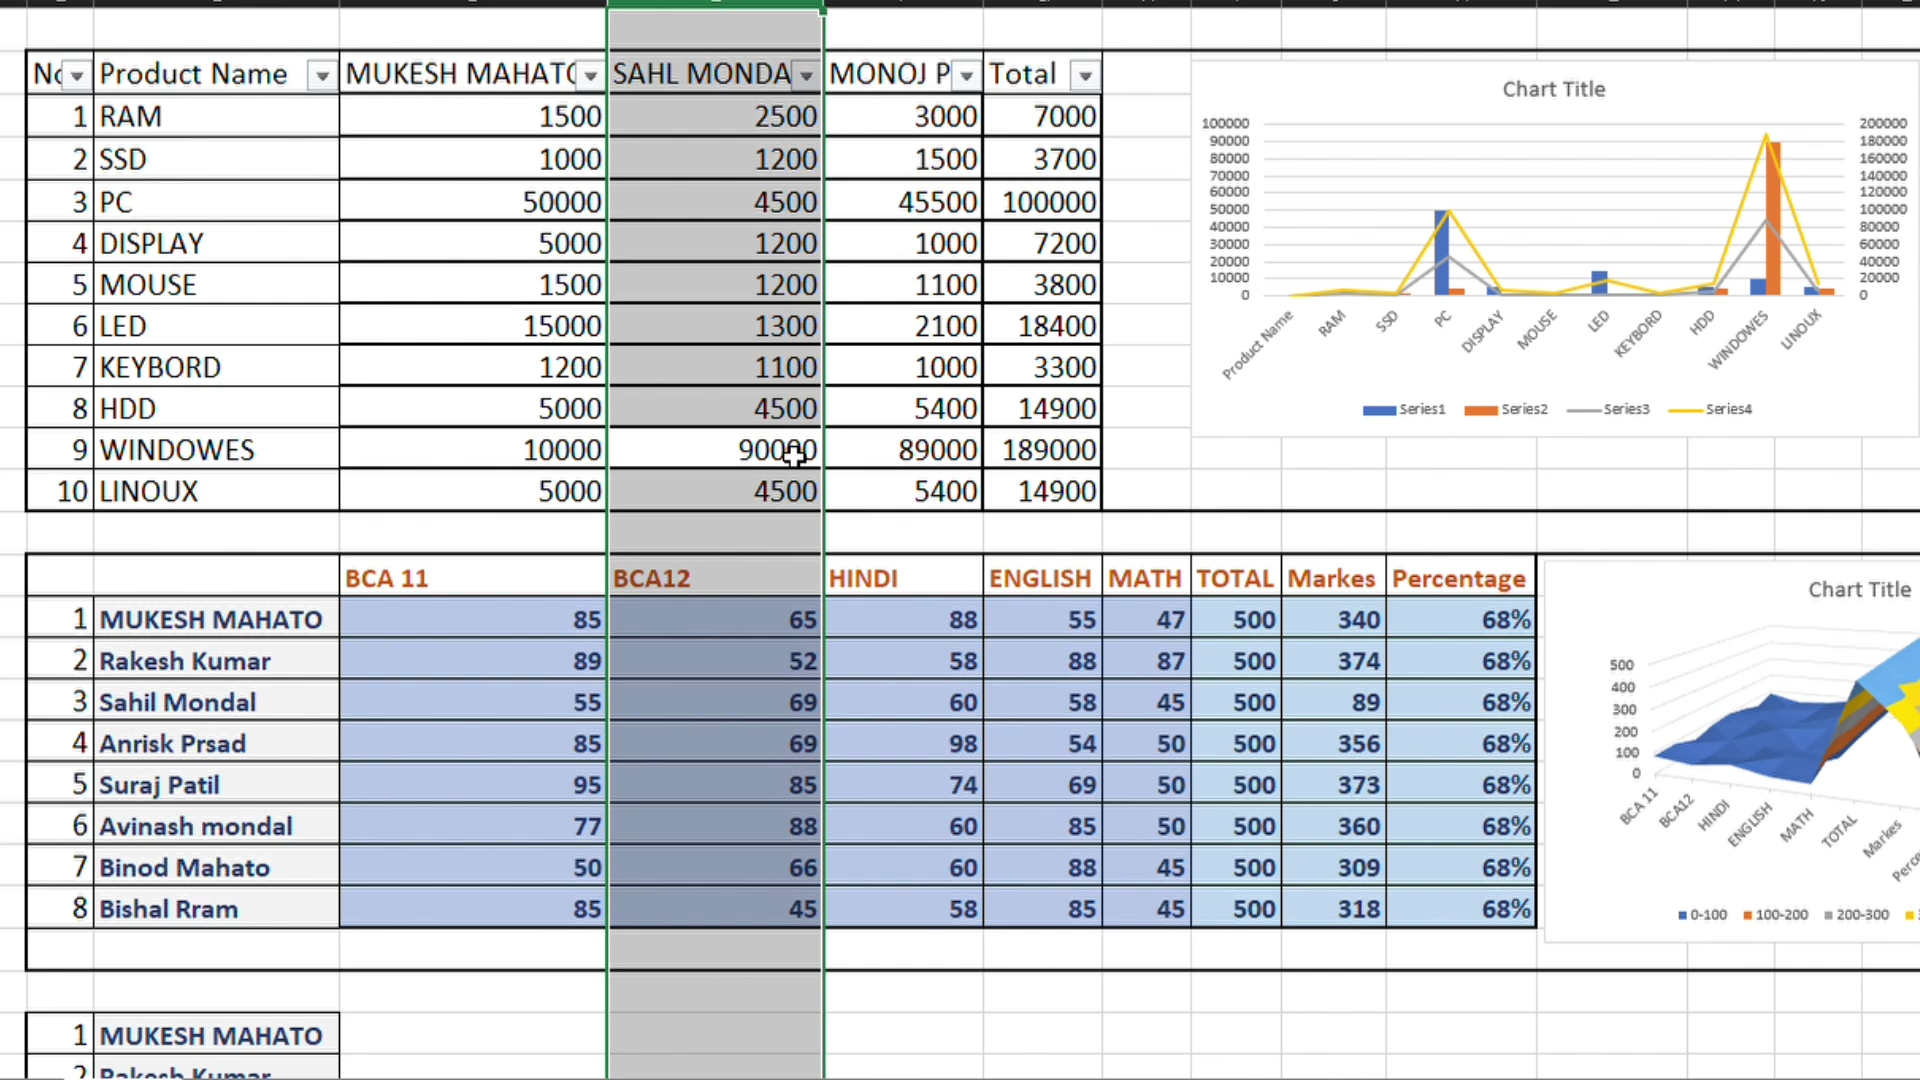 No Product Name MUKESH MAHATO SAHL MONDA MONOJ P Total
1 RAM 1500 2500 3000 7000
2 SSD 1000 1200 1500 3700
3 PC 50000 4500 45500 100000
4 DISPLAY 5000 1200 1000 7200
5 MOUSE 1500 1200 1100 3800
6 LED 15000 1300 2100 18400
7 KEYBORD 1200 1100 1000 3300
8 HDD 5000 4500 5400 14900
9 WINDOWES 10000 90000 89000 189000
10 LINOUX 5000 4500 5400 14900
Chart Title
100000 200000
90000 180000
80000 160000
70000 140000
60000 120000
50000 100000
40000 80000
30000 60000
20000 40000
10000 20000
0 0
Product Name RAM SSD PC DISPLAY MOUSE LED KEYBORD HDD WINDOWES LINOUX
Series1 Series2 Series3 Series4
BCA 11 BCA12 HINDI ENGLISH MATH TOTAL Markes Percentage
1 MUKESH MAHATO 85 65 88 55 47 500 340 68%
2 Rakesh Kumar 89 52 58 88 87 500 374 68%
3 Sahil Mondal 55 69 60 58 45 500 89 68%
4 Anrisk Prsad 85 69 98 54 50 500 356 68%
5 Suraj Patil 95 85 74 69 50 500 373 68%
6 Avinash mondal 77 88 60 85 50 500 360 68%
7 Binod Mahato 50 66 60 88 45 500 309 68%
8 Bishal Rram 85 45 58 85 45 500 318 68%
Chart Title
500
400
300
200
100
0
BCA 11 BCA12 HINDI ENGLISH MATH TOTAL Markes
0-100 100-200 200-300
1 MUKESH MAHATO
2 Rakesh Kumar